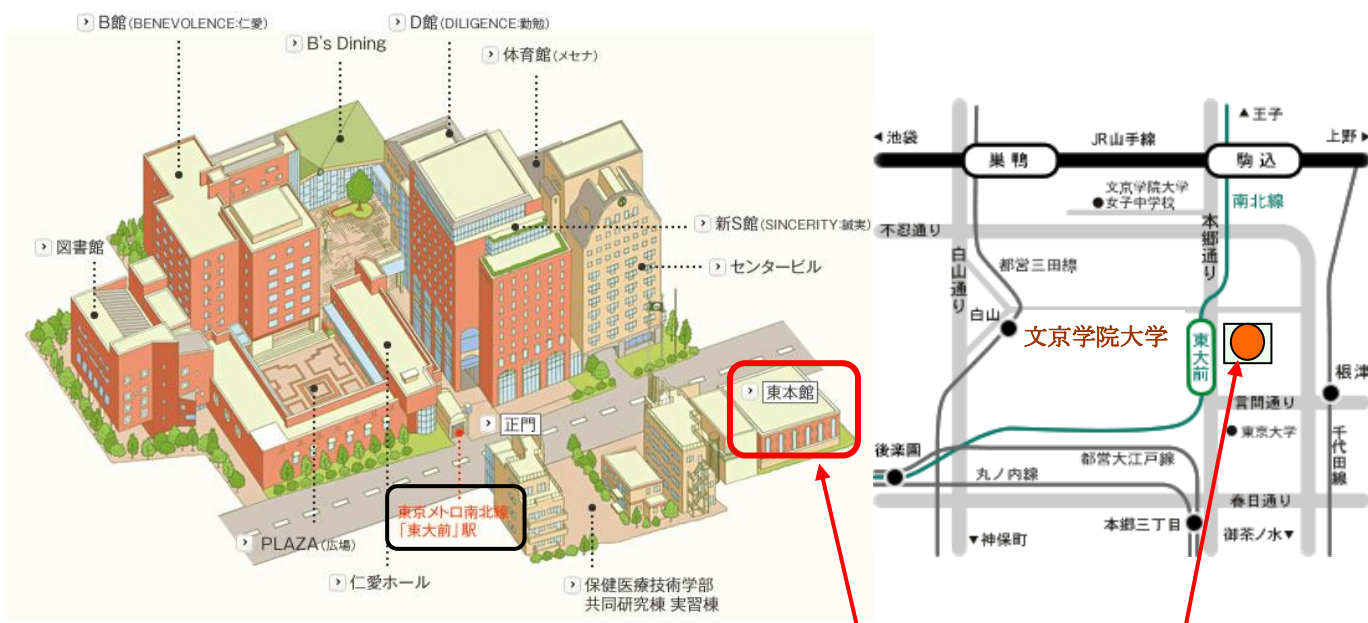 B館(BENEVOLENCE:仁愛)
D館(DILIGENCE:勤勉)
B's Dining
体育館(メセナ)
新S館(SINCERITY:誠実)
図書館
センタービル
東本館
正門
東京メトロ南北線
「東大前」駅
PLAZA(広場)
仁愛ホール
保健医療技術学部
共同研究棟 実習棟
▲王子
◀池袋
JR山手線
上野▶
巣鴨
駒込
文京学院大学
●女子中学校
南北線
不忍通り
本郷通り
白山通り
都営三田線
白山
文京学院大学
東大前
根津
言問通り
東京大学
千代田線
後楽園
都営大江戸線
丸ノ内線
春日通り
本郷三丁目
御茶ノ水▼
▼神保町